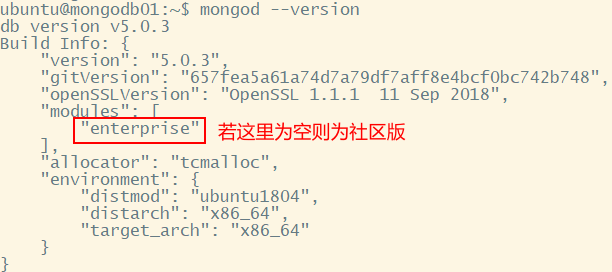 ubuntu@mongodb01:~$ mongod --version
db version v5.0.3
Build Info: {
    "version": "5.0.3",
    "gitVersion": "657fea5a61a74d7a79df7aff8e4bcf0bc742b748",
    "openSSLVersion": "OpenSSL 1.1.1  11 Sep 2018",
    "modules": [
        "enterprise" 若这里为空则为社区版
    ],
    "allocator": "tcmalloc",
    "environment": {
        "distmod": "ubuntu1804",
        "distarch": "x86_64",
        "target_arch": "x86_64"
    }
}